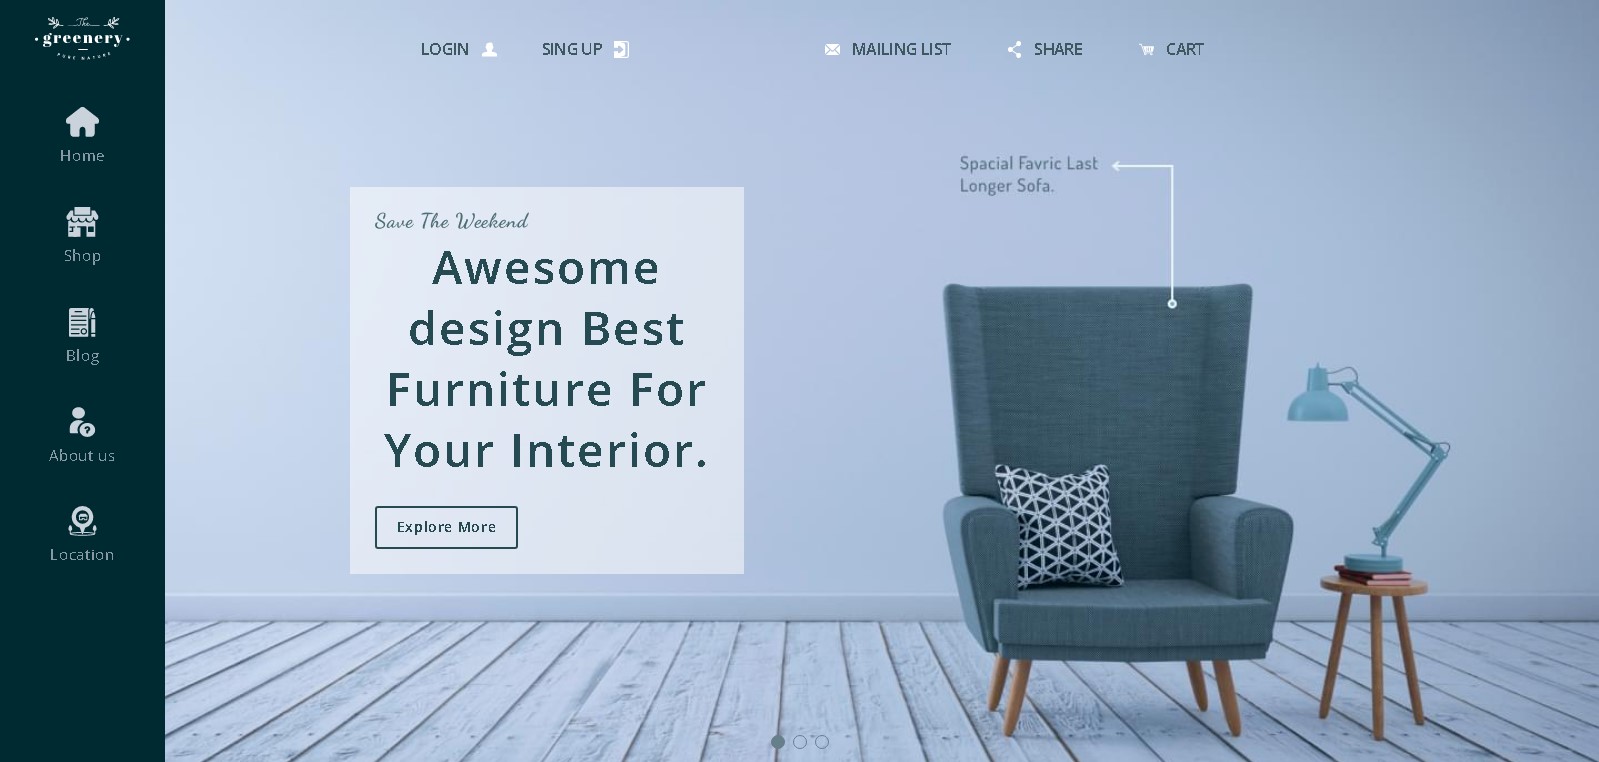 The
greenery
PURE NATURE
LOGIN
SING UP
MAILING LIST
SHARE
CART
Home
Shop
Blog
About us
Location
Save The Weekend
Awesome
design Best
Furniture For
Your Interior.
Explore More
Spacial Favric Last
Longer Sofa.